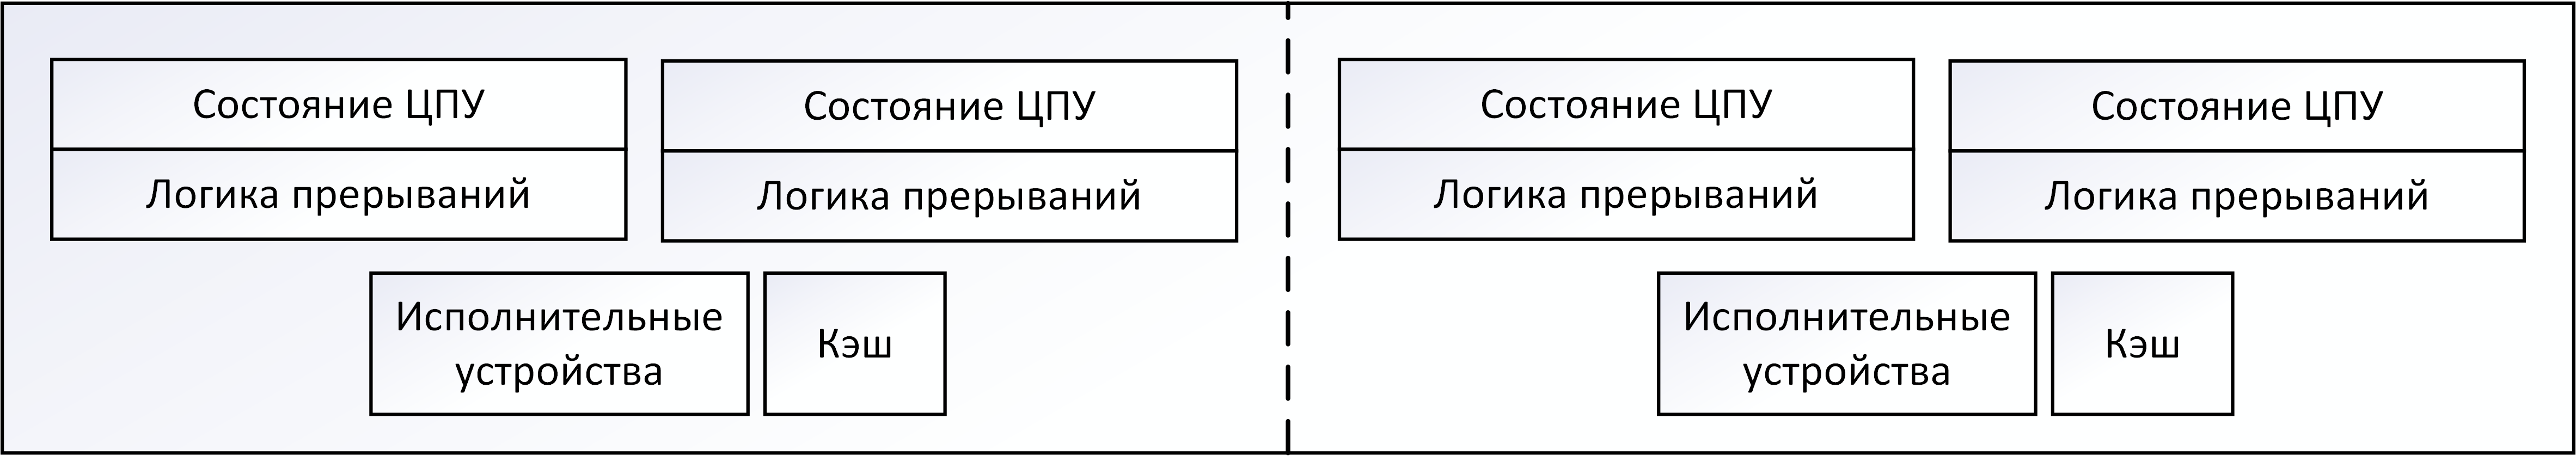 Состояние ЦПУ
Логика прерываний
Состояние ЦПУ
Логика прерываний
Исполнительные
устройства
Кэш
Состояние ЦПУ
Логика прерываний
Состояние ЦПУ
Логика прерываний
Исполнительные
устройства
Кэш